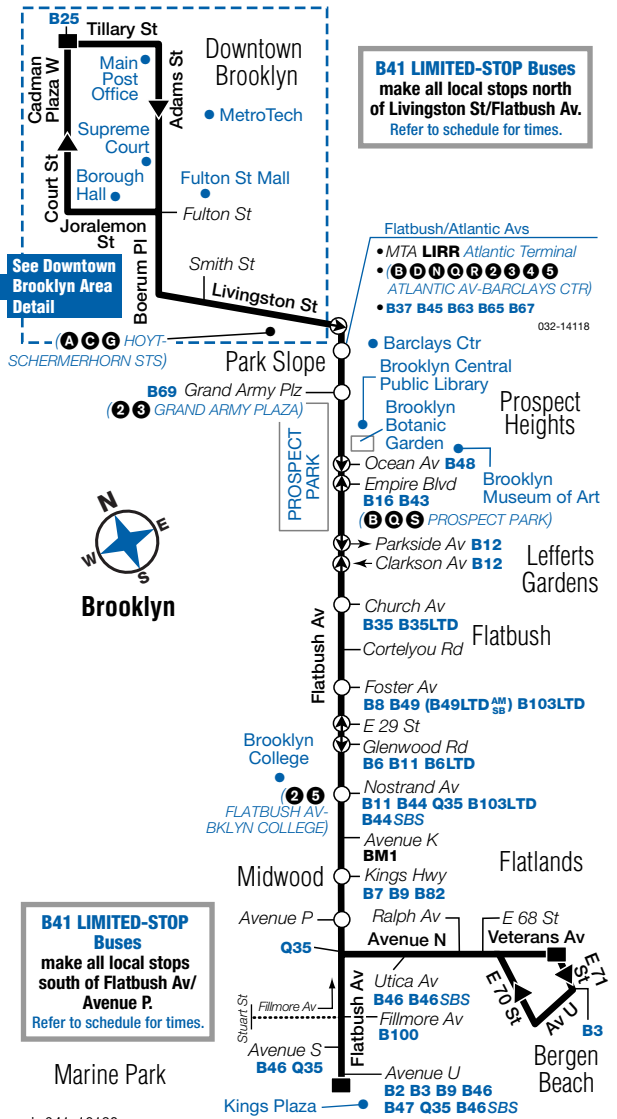 B25
Tillary St
Cadman
Plaza W
Main
Post
Office
Adams St
Downtown
Brooklyn
MetroTech
Supreme
Court
Court St
Borough
Hall
Fulton St Mall
Joralemon
St
Fulton St
Boerum Pl
See Downtown
Brooklyn Area
Detail
Smith St
Livingston St
B41 LIMITED-STOP Buses
make all local stops north
of Livingston St/Flatbush Av.
Refer to schedule for times.
Flatbush/Atlantic Avs
• MTA LIRR Atlantic Terminal
• (B D N Q R 2 3 4 5
ATLANTIC AV-BARCLAYS CTR)
• B37 B45 B63 B65 B67
032-14118
(A C G HOYT-
SCHERMERHORN STS)
Park Slope
Barclays Ctr
Brooklyn Central
Public Library
B69 Grand Army Plz
(2 3 GRAND ARMY PLAZA)
Prospect
Heights
Brooklyn
Botanic
Garden
PROSPECT
PARK
Ocean Av B48
Empire Blvd
B16 B43
(B Q S PROSPECT PARK)
Brooklyn
Museum of Art
N
E
W
S
Brooklyn
Parkside Av B12
Clarkson Av B12
Lefferts
Gardens
Church Av
B35 B35LTD
Flatbush
Flatbush Av
Cortelyou Rd
Foster Av
B8 B49 (B49LTD AM SB) B103LTD
E 29 St
Glenwood Rd
B6 B11 B6LTD
Brooklyn
College
(2 5
FLATBUSH AV-
BKLYN COLLEGE)
Nostrand Av
B11 B44 Q35 B103LTD
B44SBS
Avenue K
BM1
Flatlands
Midwood
Kings Hwy
B7 B9 B82
Avenue P
Ralph Av
E 68 St
Q35
Avenue N
Veterans Av
B41 LIMITED-STOP
Buses
make all local stops
south of Flatbush Av/
Avenue P.
Refer to schedule for times.
Utica Av
B46 B46SBS
E 70 St
E 71
St
Av U
B3
Stuart St
Fillmore Av
Flatbush Av
Fillmore Av
B100
Avenue S
B46 Q35
Bergen
Beach
Marine Park
Avenue U
B2 B3 B9 B46
B47 Q35 B46SBS
Kings Plaza